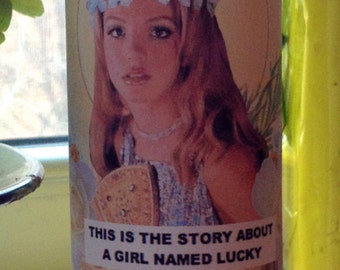 THIS IS THE STORY ABOUT
A GIRL NAMED LUCKY